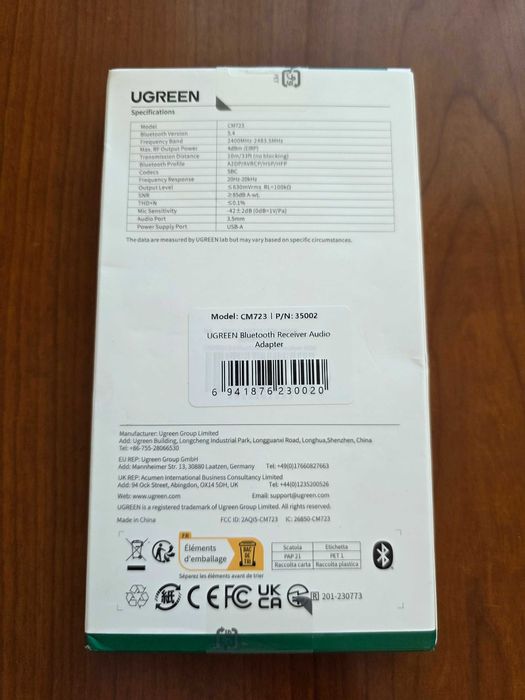 UGREEN
Specifications
Model CM723
Bluetooth Version 5.4
Frequency Band 2400MHz-2483.5MHz
Max. RF Output Power 4dBm (EIRP)
Transmission Distance 10m/33ft (no blocking)
Bluetooth Profile A2DP/AVRCP/HSP/HFP
Codecs SBC
Frequency Response 20Hz-20kHz
Output Level ≤630mVrms RL=100kΩ
SNR ≥85dB A-wt.
THD+N ≤0.1%
Mic Sensitivity -42±2dB (0dB=1V/Pa)
Audio Port 3.5mm
Power Supply Port USB-A
The data are measured by UGREEN lab but may vary based on specific circumstances.
Model: CM723 | P/N: 35002
UGREEN Bluetooth Receiver Audio
Adapter
6 941876 230020
Manufacturer: Ugreen Group Limited
Add: Ugreen Building, Longcheng Industrial Park, Longguanxi Road, Longhua,Shenzhen, China
Tel: +86-755-28066530
EU REP: Ugreen Group GmbH
Add: Mannheimer Str. 13, 30880 Laatzen, Germany Tel: +49(0)17660827663
UK REP: Acumen International Business Consultancy Limited
Add: 94 Ock Street, Abingdon, OX14 5DH, UK Tel: +44(0)1235200526
Web: www.ugreen.com Email: support@ugreen.com
UGREEN is a registered trademark of Ugreen Group Limited. All rights reserved.
Made in China FCC ID: 2AQI5-CM723 IC: 26850-CM723
FR
Éléments
d'emballage
BAC
DE
TRI
Séparez les éléments avant de trier
Scatola Etichetta
PAP 21 PET 1
Raccolta carta Raccolta plastica
紙 CE FC UK
CA R 201-230773